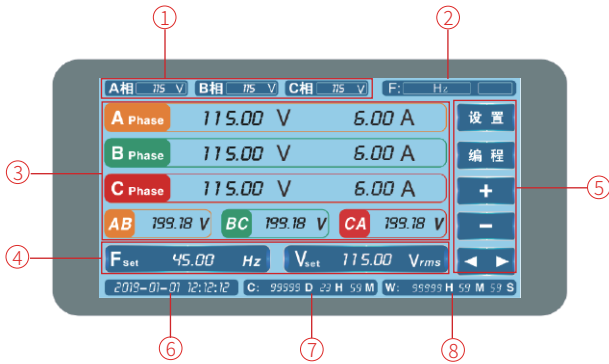 ① ②
A相 115 V B相 115 V C相 115 V F: Hz
A Phase 115.00 V 6.00 A 设置
B Phase 115.00 V 6.00 A 编程
③ C Phase 115.00 V 6.00 A + ⑤
AB 199.18 V BC 199.18 V CA 199.18 V −
④ Fset 45.00 Hz Vset 115.00 Vrms ◀ ▶
2019-01-01 12:12:12 C: 99999 D 23 H 59 M W: 99999 H 59 M 59 S
⑥ ⑦ ⑧